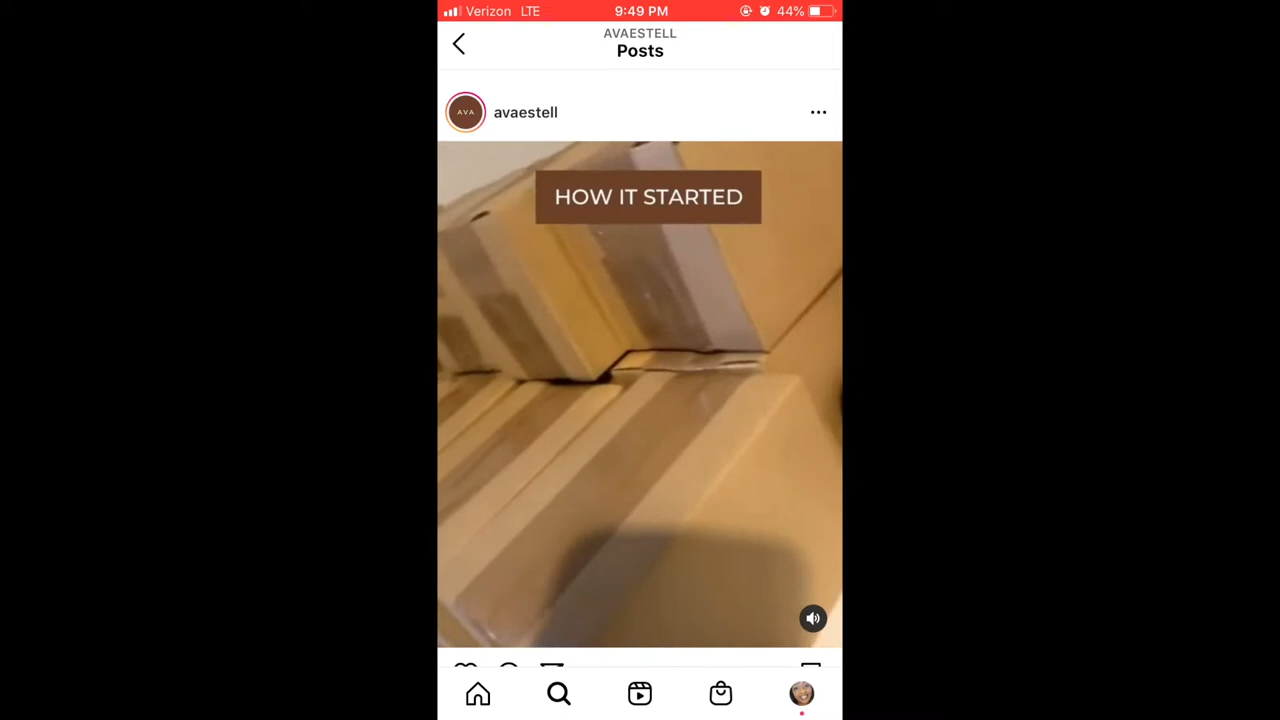 Verizon LTE 9:49 PM 44%
AVAESTELL
Posts
AVA avaestell
HOW IT STARTED